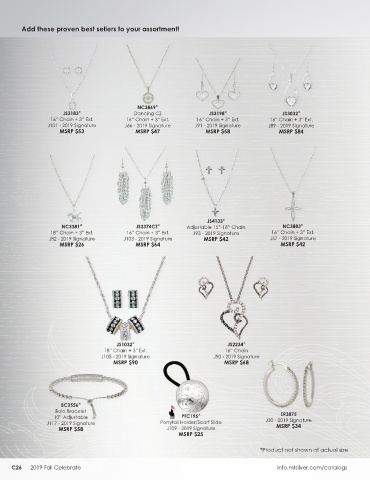 Add these proven best sellers to your assortment!
JS3183*
16" Chain + 3" Ext.
J101 - 2019 Signature
MSRP $53
NC3869*
Dancing CZ
16" Chain + 3" Ext.
J66 - 2019 Signature
MSRP $47
JS3198*
16" Chain + 3" Ext.
J91 - 2019 Signature
MSRP $58
JS3032*
16" Chain + 3" Ext.
J89 - 2019 Signature
MSRP $84
NC3381*
18" Chain + 3" Ext.
J92 - 2019 Signature
MSRP $26
JS3374CZ*
16" Chain + 3" Ext.
J103 - 2019 Signature
MSRP $64
JS4133*
Adjustable 15"-18" Chain
J93 - 2019 Signature
MSRP $42
NC3883*
16" Chain + 3" Ext.
J57 - 2019 Signature
MSRP $42
JS1032*
18" Chain + 3" Ext.
J105 - 2019 Signature
MSRP $90
JS2234*
16" Chain
J90 - 2019 Signature
MSRP $68
BC3556*
Bolo Bracelet
10" Adjustable
J117 - 2019 Signature
MSRP $58
PTC195*
Ponytail Holder/Scarf Slide
J109 - 2019 Signature
MSRP $25
ER3875
J30 - 2019 Signature
MSRP $34
*Product not shown at actual size
C26 2019 Fall Celebrate
info.mtsilver.com/catalogs